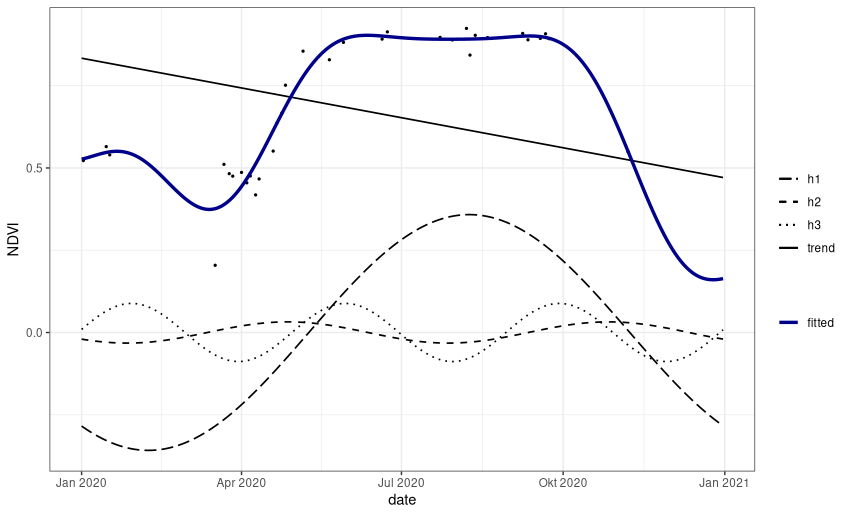 NDVI
0.5
0.0
Jan 2020
Apr 2020
Jul 2020
Okt 2020
Jan 2021
date
h1
h2
h3
trend
fitted